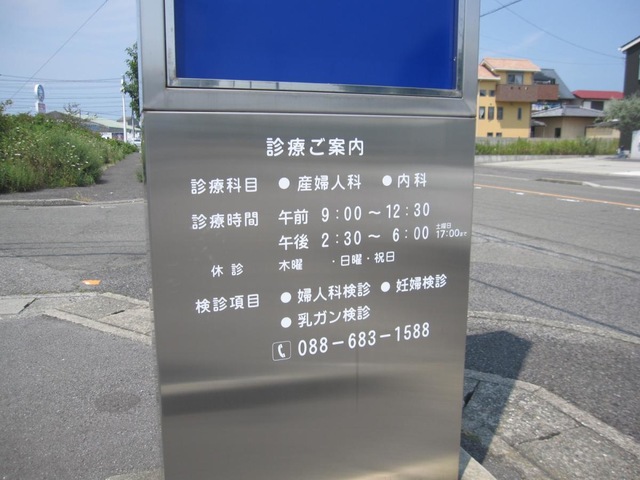 診療ご案内
診療科目 ●産婦人科 ●内科
診療時間 午前 9:00〜12:30
午後 2:30〜 6:00 土曜日17:00まで
休診 木曜 ・日曜・祝日
検診項目 ●婦人科検診 ●妊婦検診
●乳ガン検診
088-683-1588